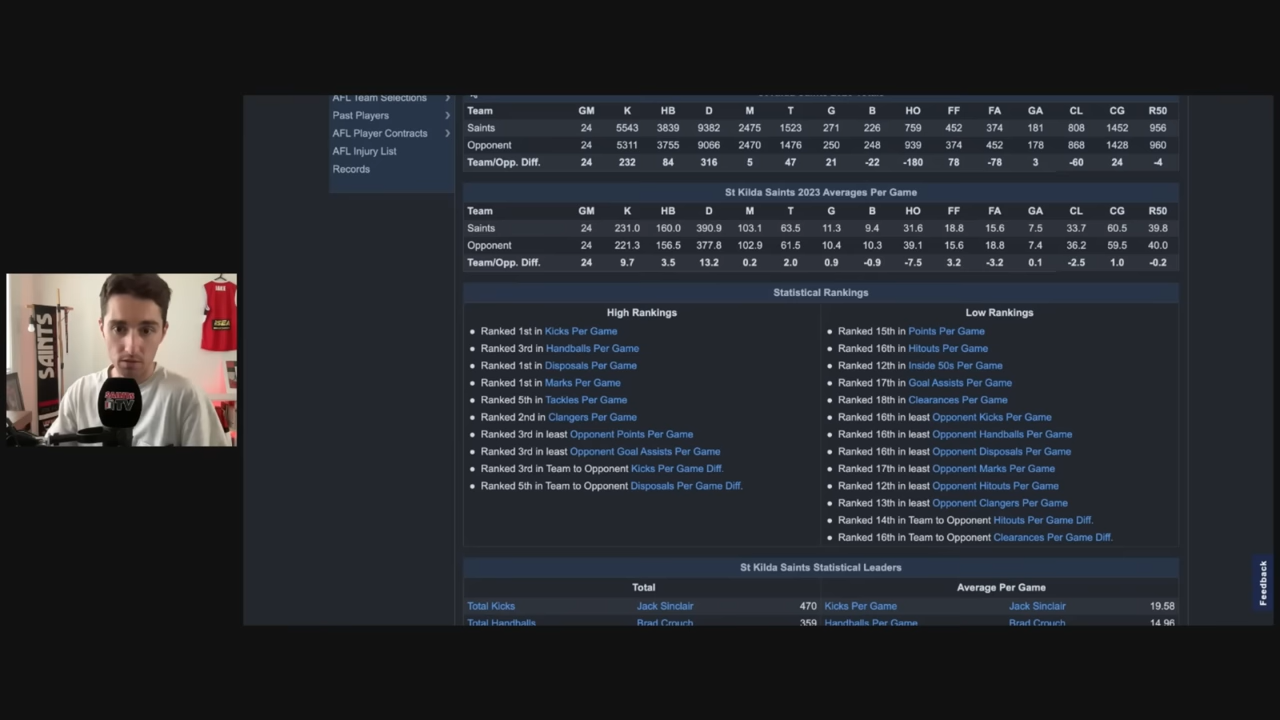 AFL Team Selections
Past Players
AFL Player Contracts
AFL Injury List
Records
Team GM K HB D M T G B HO FF FA GA CL CG R50
Saints 24 5543 3839 9382 2475 1523 271 226 759 452 374 181 808 1452 956
Opponent 24 5311 3755 9066 2470 1476 250 248 939 374 452 178 868 1428 960
Team/Opp. Diff. 24 232 84 316 5 47 21 -22 -180 78 -78 3 -60 24 -4
St Kilda Saints 2023 Averages Per Game
Team GM K HB D M T G B HO FF FA GA CL CG R50
Saints 24 231.0 160.0 390.9 103.1 63.5 11.3 9.4 31.6 18.8 15.6 7.5 33.7 60.5 39.8
Opponent 24 221.3 156.5 377.8 102.9 61.5 10.4 10.3 39.1 15.6 18.8 7.4 36.2 59.5 40.0
Team/Opp. Diff. 24 9.7 3.5 13.2 0.2 2.0 0.9 -0.9 -7.5 3.2 -3.2 0.1 -2.5 1.0 -0.2
Statistical Rankings
High Rankings
Ranked 1st in Kicks Per Game
Ranked 3rd in Handballs Per Game
Ranked 1st in Disposals Per Game
Ranked 1st in Marks Per Game
Ranked 5th in Tackles Per Game
Ranked 2nd in Clangers Per Game
Ranked 3rd in least Opponent Points Per Game
Ranked 3rd in least Opponent Goal Assists Per Game
Ranked 3rd in Team to Opponent Kicks Per Game Diff.
Ranked 5th in Team to Opponent Disposals Per Game Diff.
Low Rankings
Ranked 15th in Points Per Game
Ranked 16th in Hitouts Per Game
Ranked 12th in Inside 50s Per Game
Ranked 17th in Goal Assists Per Game
Ranked 18th in Clearances Per Game
Ranked 16th in least Opponent Kicks Per Game
Ranked 16th in least Opponent Handballs Per Game
Ranked 16th in least Opponent Disposals Per Game
Ranked 17th in least Opponent Marks Per Game
Ranked 12th in least Opponent Hitouts Per Game
Ranked 13th in least Opponent Clangers Per Game
Ranked 14th in Team to Opponent Hitouts Per Game Diff.
Ranked 16th in Team to Opponent Clearances Per Game Diff.
St Kilda Saints Statistical Leaders
Total Average Per Game
Total Kicks Jack Sinclair 470 Kicks Per Game Jack Sinclair 19.58
Total Handballs Brad Crouch 359 Handballs Per Game Brad Crouch 14.96
Feedback
SAINTS
SAINTS
TV